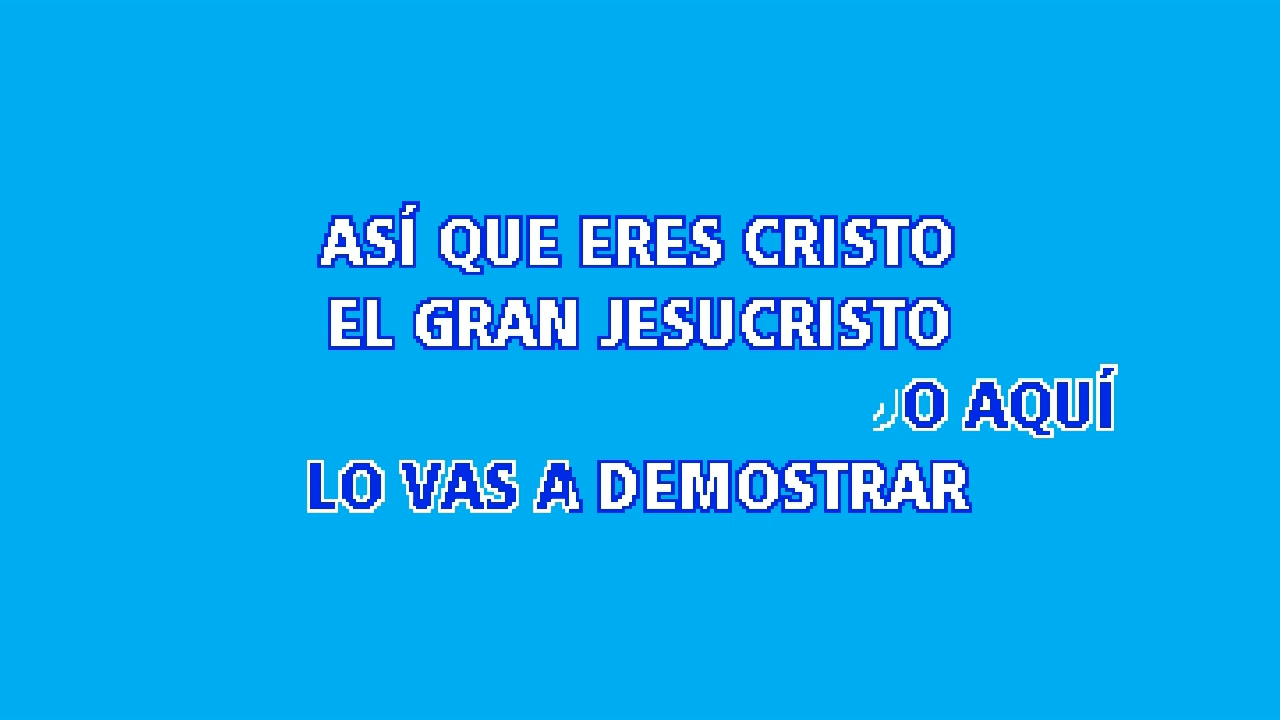 ASÍ QUE ERES CRISTO
EL GRAN JESUCRISTO
AQUÍ
LO VAS A DEMOSTRAR